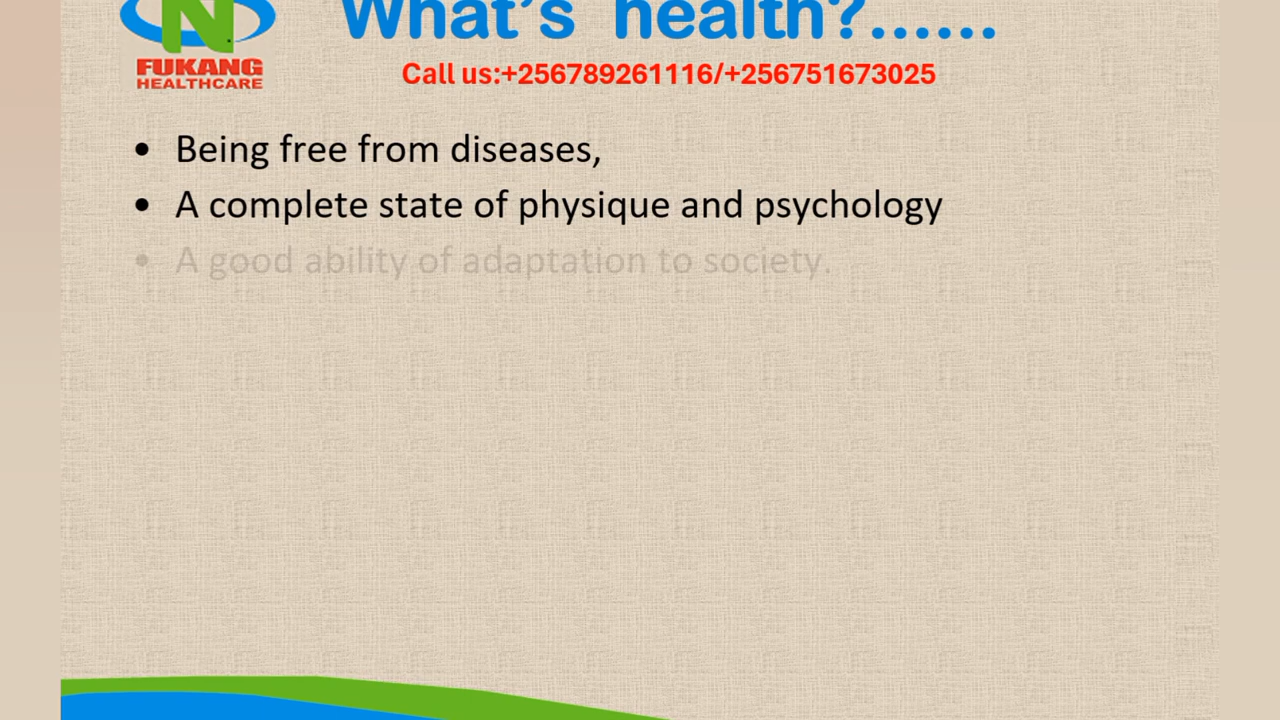 What's health?......
N
FUKANG
HEALTHCARE
Call us:+256789261116/+256751673025
• Being free from diseases,
• A complete state of physique and psychology
• A good ability of adaptation to society.